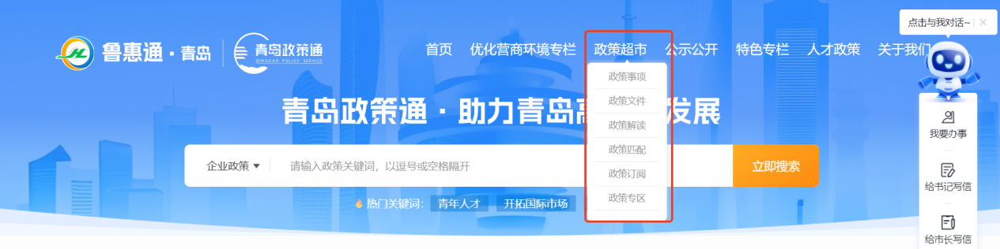 点击与我对话~
鲁惠通·青岛
青岛政策通
QINGDAO POLICY SERVICE
首页 优化营商环境专栏 政策超市 公示公开 特色专栏 人才政策 关于我们
政策事项
政策文件
政策解读
政策匹配
政策订阅
政策专区
青岛政策通·助力青岛高 发展
企业政策 请输入政策关键词，以逗号或空格隔开 立即搜索
热门关键词： 青年人才 开拓国际市场
我要办事
给书记写信
给市长写信